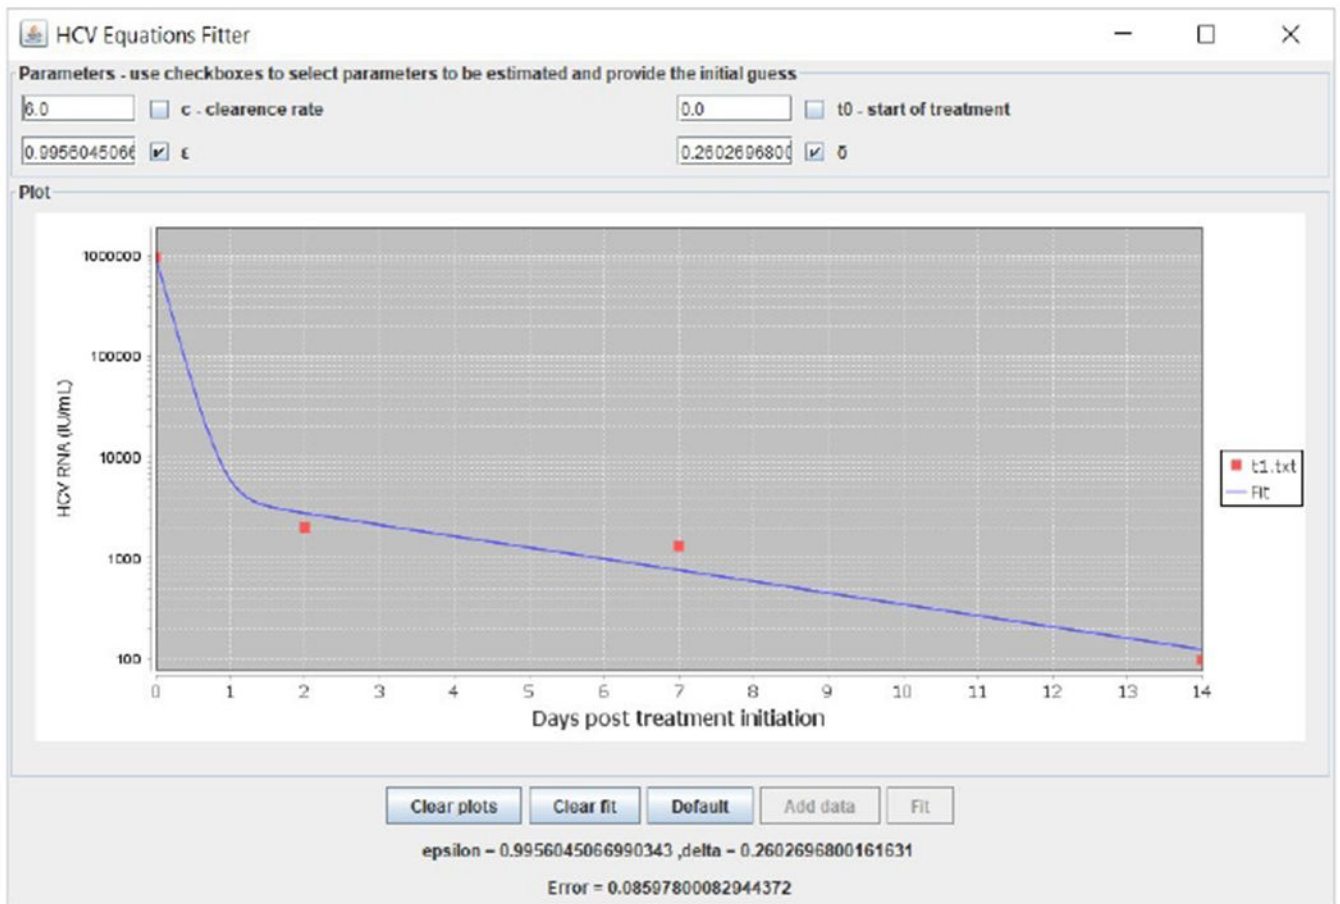 HCV Equations Fitter
Parameters - use checkboxes to select parameters to be estimated and provide the initial guess
6.0 c - clearence rate 0.0 t0 - start of treatment
0.9956045066 ε 0.2602696800 δ
Plot
1000000
100000
10000
1000
100
HCV RNA (IU/mL)
0 1 2 3 4 5 6 7 8 9 10 11 12 13 14
Days post treatment initiation
t1.txt
Fit
Clear plots Clear fit Default Add data Fit
epsilon = 0.9956045066990343 ,delta = 0.2602696800161631
Error = 0.08597800082944372